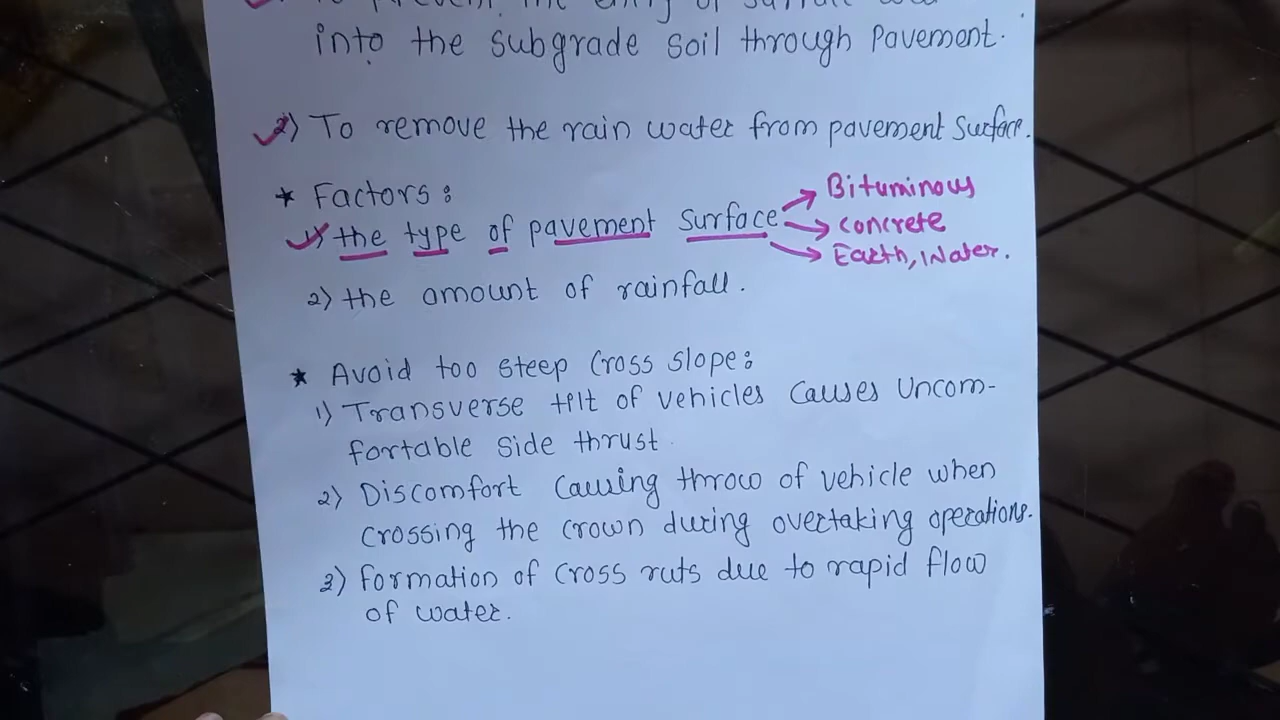 into the subgrade soil through Pavement.
2) To remove the rain water from pavement Surface.
* Factors:
1) the type of pavement surface
Bituminous
concrete
Earth, Water.
2) the amount of rainfall.
* Avoid too steep Cross slope:
1) Transverse tilt of vehicles causes uncom-
fortable side thrust
2) Discomfort causing throw of vehicle when
crossing the crown during overtaking operations.
3) formation of cross ruts due to rapid flow
of water.